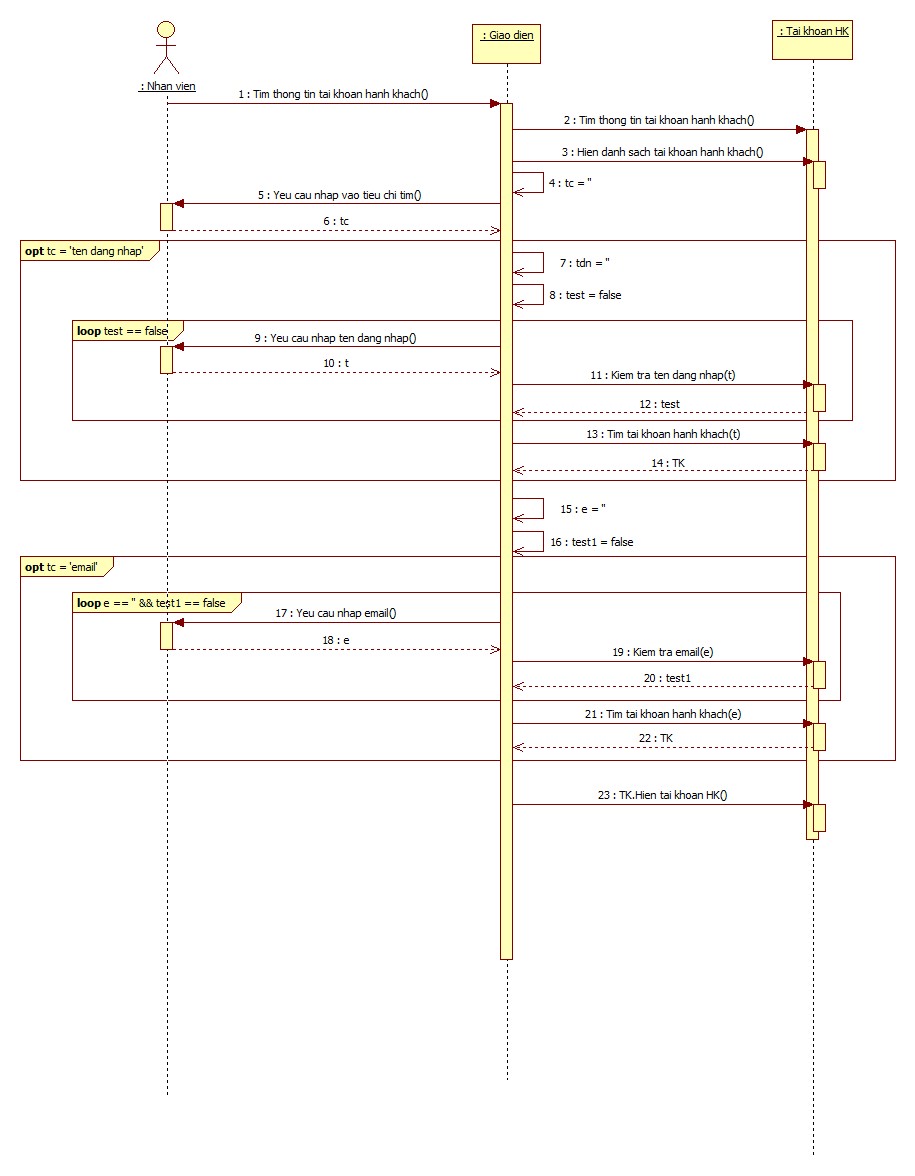 : Nhan vien
: Giao dien
: Tai khoan HK
1 : Tim thong tin tai khoan hanh khach()
2 : Tim thong tin tai khoan hanh khach()
3 : Hien danh sach tai khoan hanh khach()
4 : tc = ''
5 : Yeu cau nhap vao tieu chi tim()
6 : tc
opt tc = 'ten dang nhap'
7 : tdn = ''
8 : test = false
loop test == false
9 : Yeu cau nhap ten dang nhap()
10 : t
11 : Kiem tra ten dang nhap(t)
12 : test
13 : Tim tai khoan hanh khach(t)
14 : TK
15 : e = ''
16 : test1 = false
opt tc = 'email'
loop e == '' && test1 == false
17 : Yeu cau nhap email()
18 : e
19 : Kiem tra email(e)
20 : test1
21 : Tim tai khoan hanh khach(e)
22 : TK
23 : TK.Hien tai khoan HK()